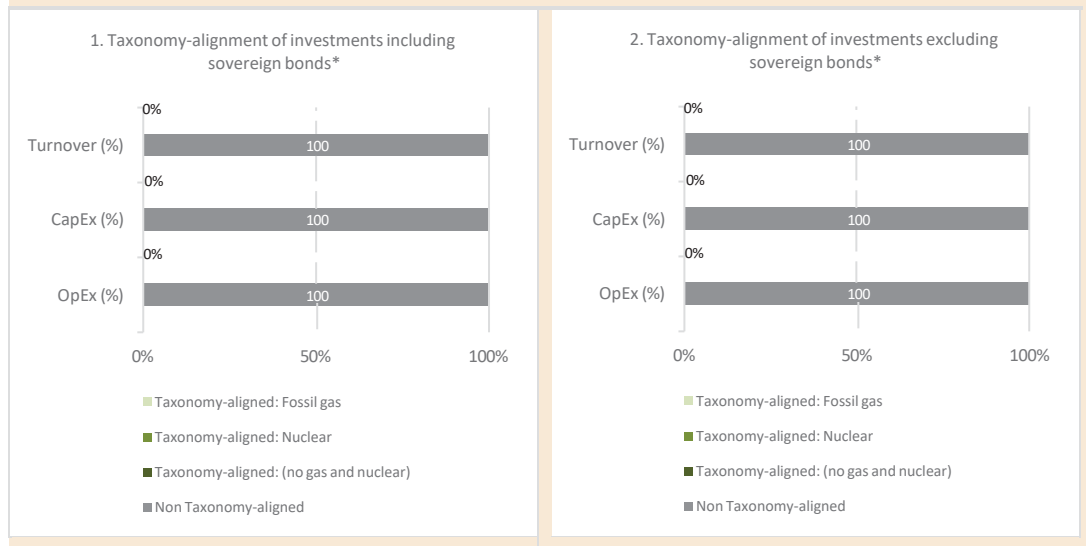 1. Taxonomy-alignment of investments including
sovereign bonds*
0%
Turnover (%)
100
0%
CapEx (%)
100
0%
OpEx (%)
100
0%
50%
100%
Taxonomy-aligned: Fossil gas
Taxonomy-aligned: Nuclear
Taxonomy-aligned: (no gas and nuclear)
Non Taxonomy-aligned
2. Taxonomy-alignment of investments excluding
sovereign bonds*
0%
Turnover (%)
100
0%
CapEx (%)
100
0%
OpEx (%)
100
0%
50%
100%
Taxonomy-aligned: Fossil gas
Taxonomy-aligned: Nuclear
Taxonomy-aligned: (no gas and nuclear)
Non Taxonomy-aligned